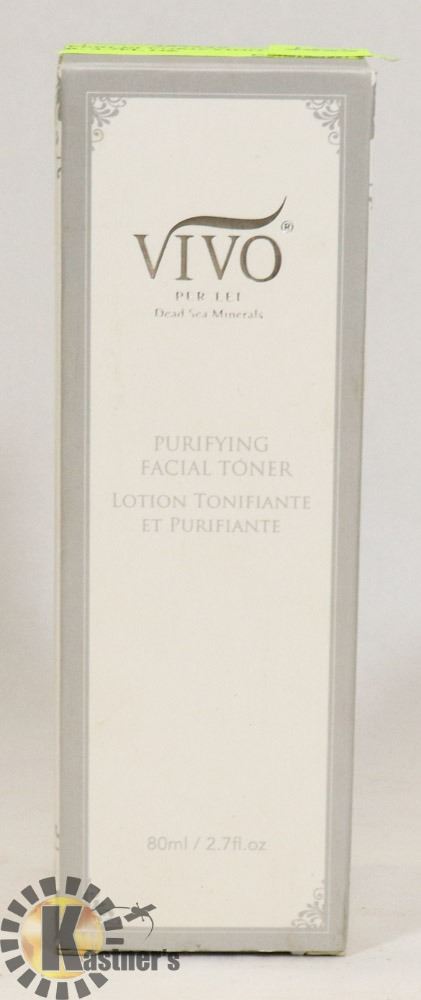 VIVO®
PER LEI
Dead Sea Minerals
PURIFYING
FACIAL TONER
LOTION TONIFIANTE
ET PURIFIANTE
80ml / 2.7fl.oz
Kastner's